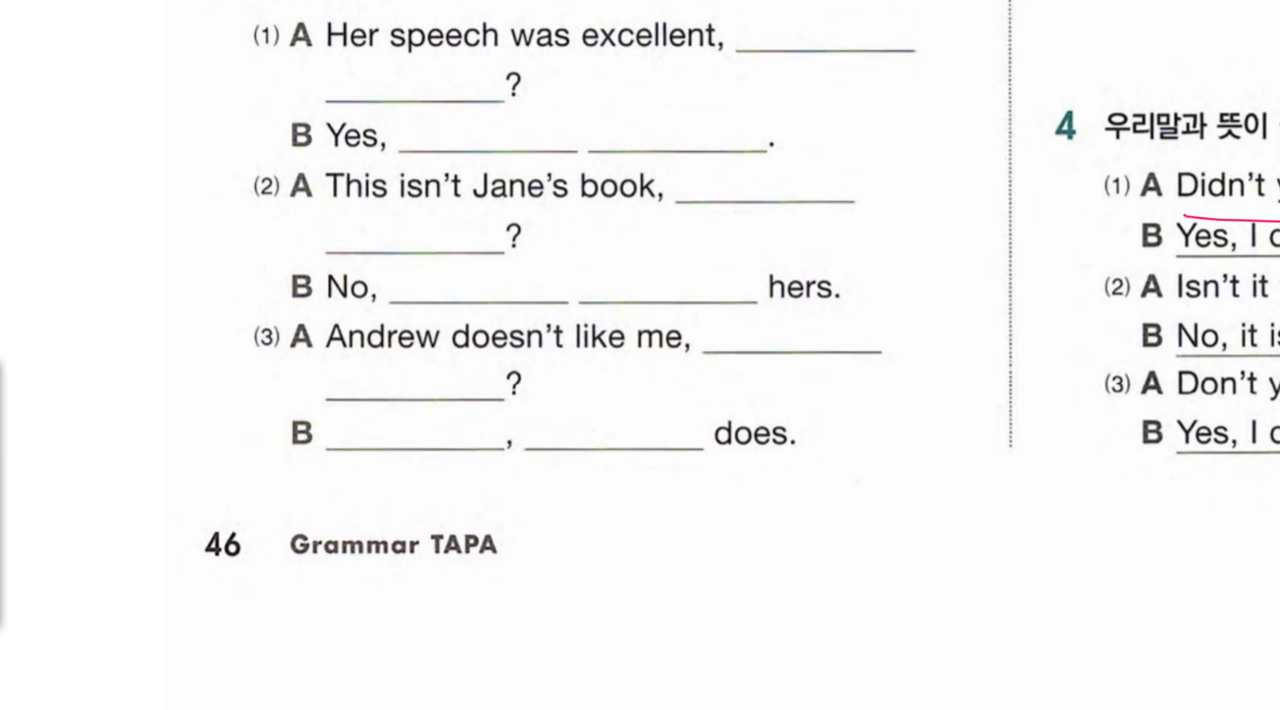 (1) A Her speech was excellent, __________
__________?
B Yes, __________ __________.
(2) A This isn't Jane's book, __________
__________?
B No, __________ __________ hers.
(3) A Andrew doesn't like me, __________
__________?
B __________, __________ does.
46 Grammar TAPA
4 우리말과 뜻이
(1) A Didn't
B Yes, I
(2) A Isn't it
B No, it
(3) A Don't
B Yes, I